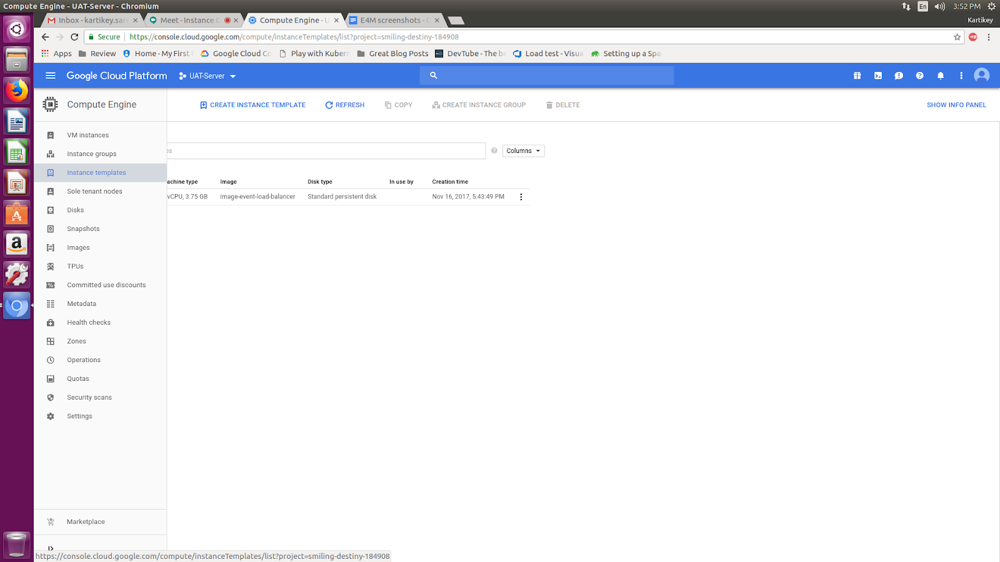 Compute Engine - UAT-Server - Chromium
En
3:52 PM
Inbox - kartikey.sar
Meet - Instance
Compute Engine - U
E4M screenshots - G
Kartikey
Secure
https://console.cloud.google.com/compute/instanceTemplates/list?project=smiling-destiny-184908
Apps
Review
Home - My First
Google Cloud Co
Play with Kubern
Great Blog Posts
DevTube - The be
Load test - Visua
Setting up a Spa
Google Cloud Platform
UAT-Server
Compute Engine
CREATE INSTANCE TEMPLATE
REFRESH
COPY
CREATE INSTANCE GROUP
DELETE
SHOW INFO PANEL
VM instances
Instance groups
Instance templates
Sole tenant nodes
Disks
Snapshots
Images
TPUs
Committed use discounts
Metadata
Health checks
Zones
Operations
Quotas
Security scans
Settings
Marketplace
es
Columns
achine type
Image
Disk type
In use by
Creation time
vCPU, 3.75 GB
image-event-load-balancer
Standard persistent disk
Nov 16, 2017, 5:43:49 PM
https://console.cloud.google.com/compute/instanceTemplates/list?project=smiling-destiny-184908